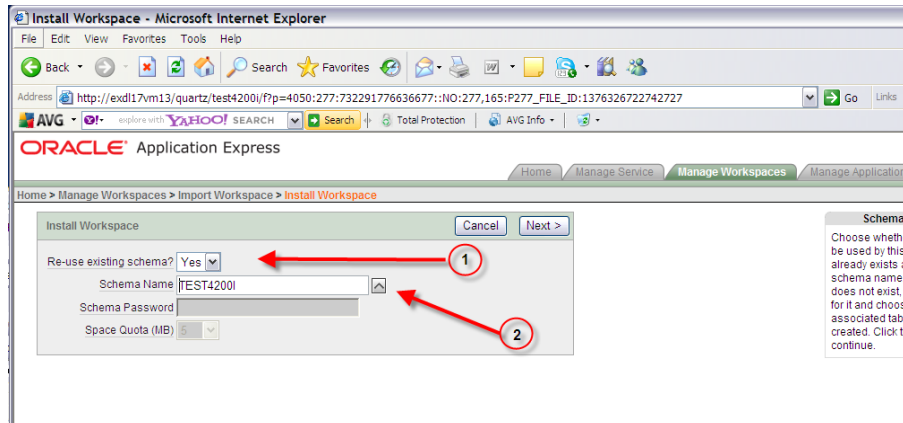 Install Workspace - Microsoft Internet Explorer
File Edit View Favorites Tools Help
Back Search Favorites
Address http://exdl17vm13/quartz/test4200i/f?p=4050:277:732291776636677::NO:277,165:P277_FILE_ID:1376326722742727 Go Links
AVG explore with YAHOO! SEARCH Search Total Protection AVG Info
ORACLE Application Express
Home Manage Service Manage Workspaces Manage Application
Home > Manage Workspaces > Import Workspace > Install Workspace
Install Workspace Cancel Next >
Re-use existing schema? Yes 1
Schema Name TEST4200I
Schema Password
Space Quota (MB) 5 2
Schema
Choose wheth
be used by this
already exists a
schema name
does not exist,
for it and choos
associated tab
created. Click t
continue.